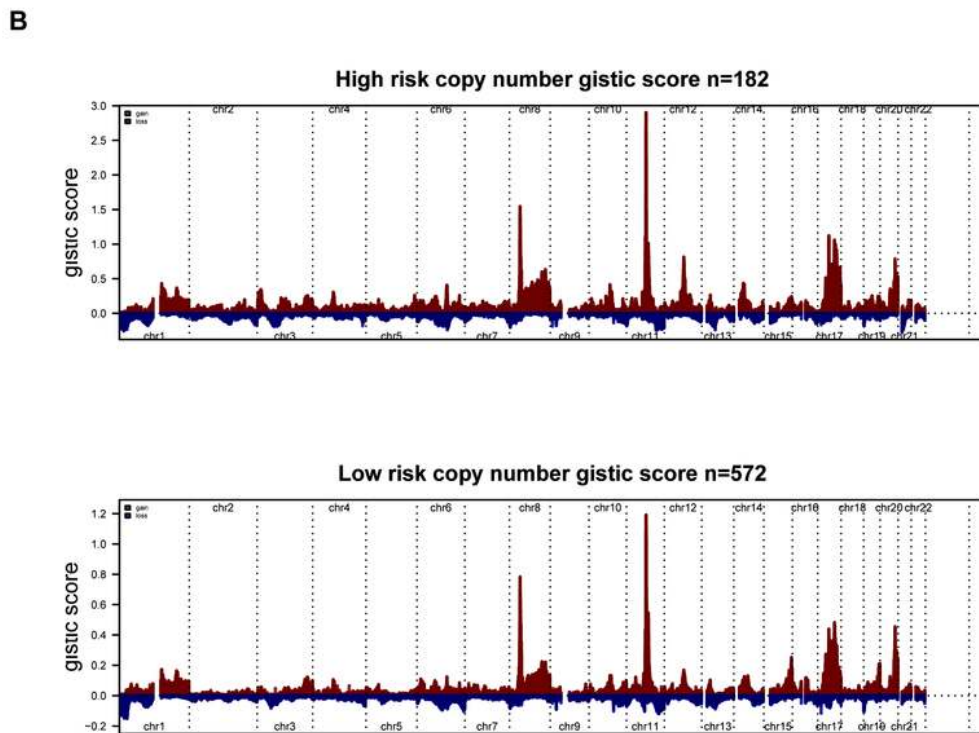 B
High risk copy number gistic score n=182
3.0
chr2 chr4 chr6 chr8 chr10 chr12 chr14 chr16 chr18 chr20 chr22
gain
loss
2.5
2.0
1.5
1.0
0.5
0.0
gistic score
chr1 chr3 chr5 chr7 chr9 chr11 chr13 chr15 chr17 chr19 chr21
Low risk copy number gistic score n=572
1.2
chr2 chr4 chr6 chr8 chr10 chr12 chr14 chr16 chr18 chr20 chr22
gain
loss
1.0
0.8
0.6
0.4
0.2
0.0
−0.2
gistic score
chr1 chr3 chr5 chr7 chr9 chr11 chr13 chr15 chr17 chr19 chr21